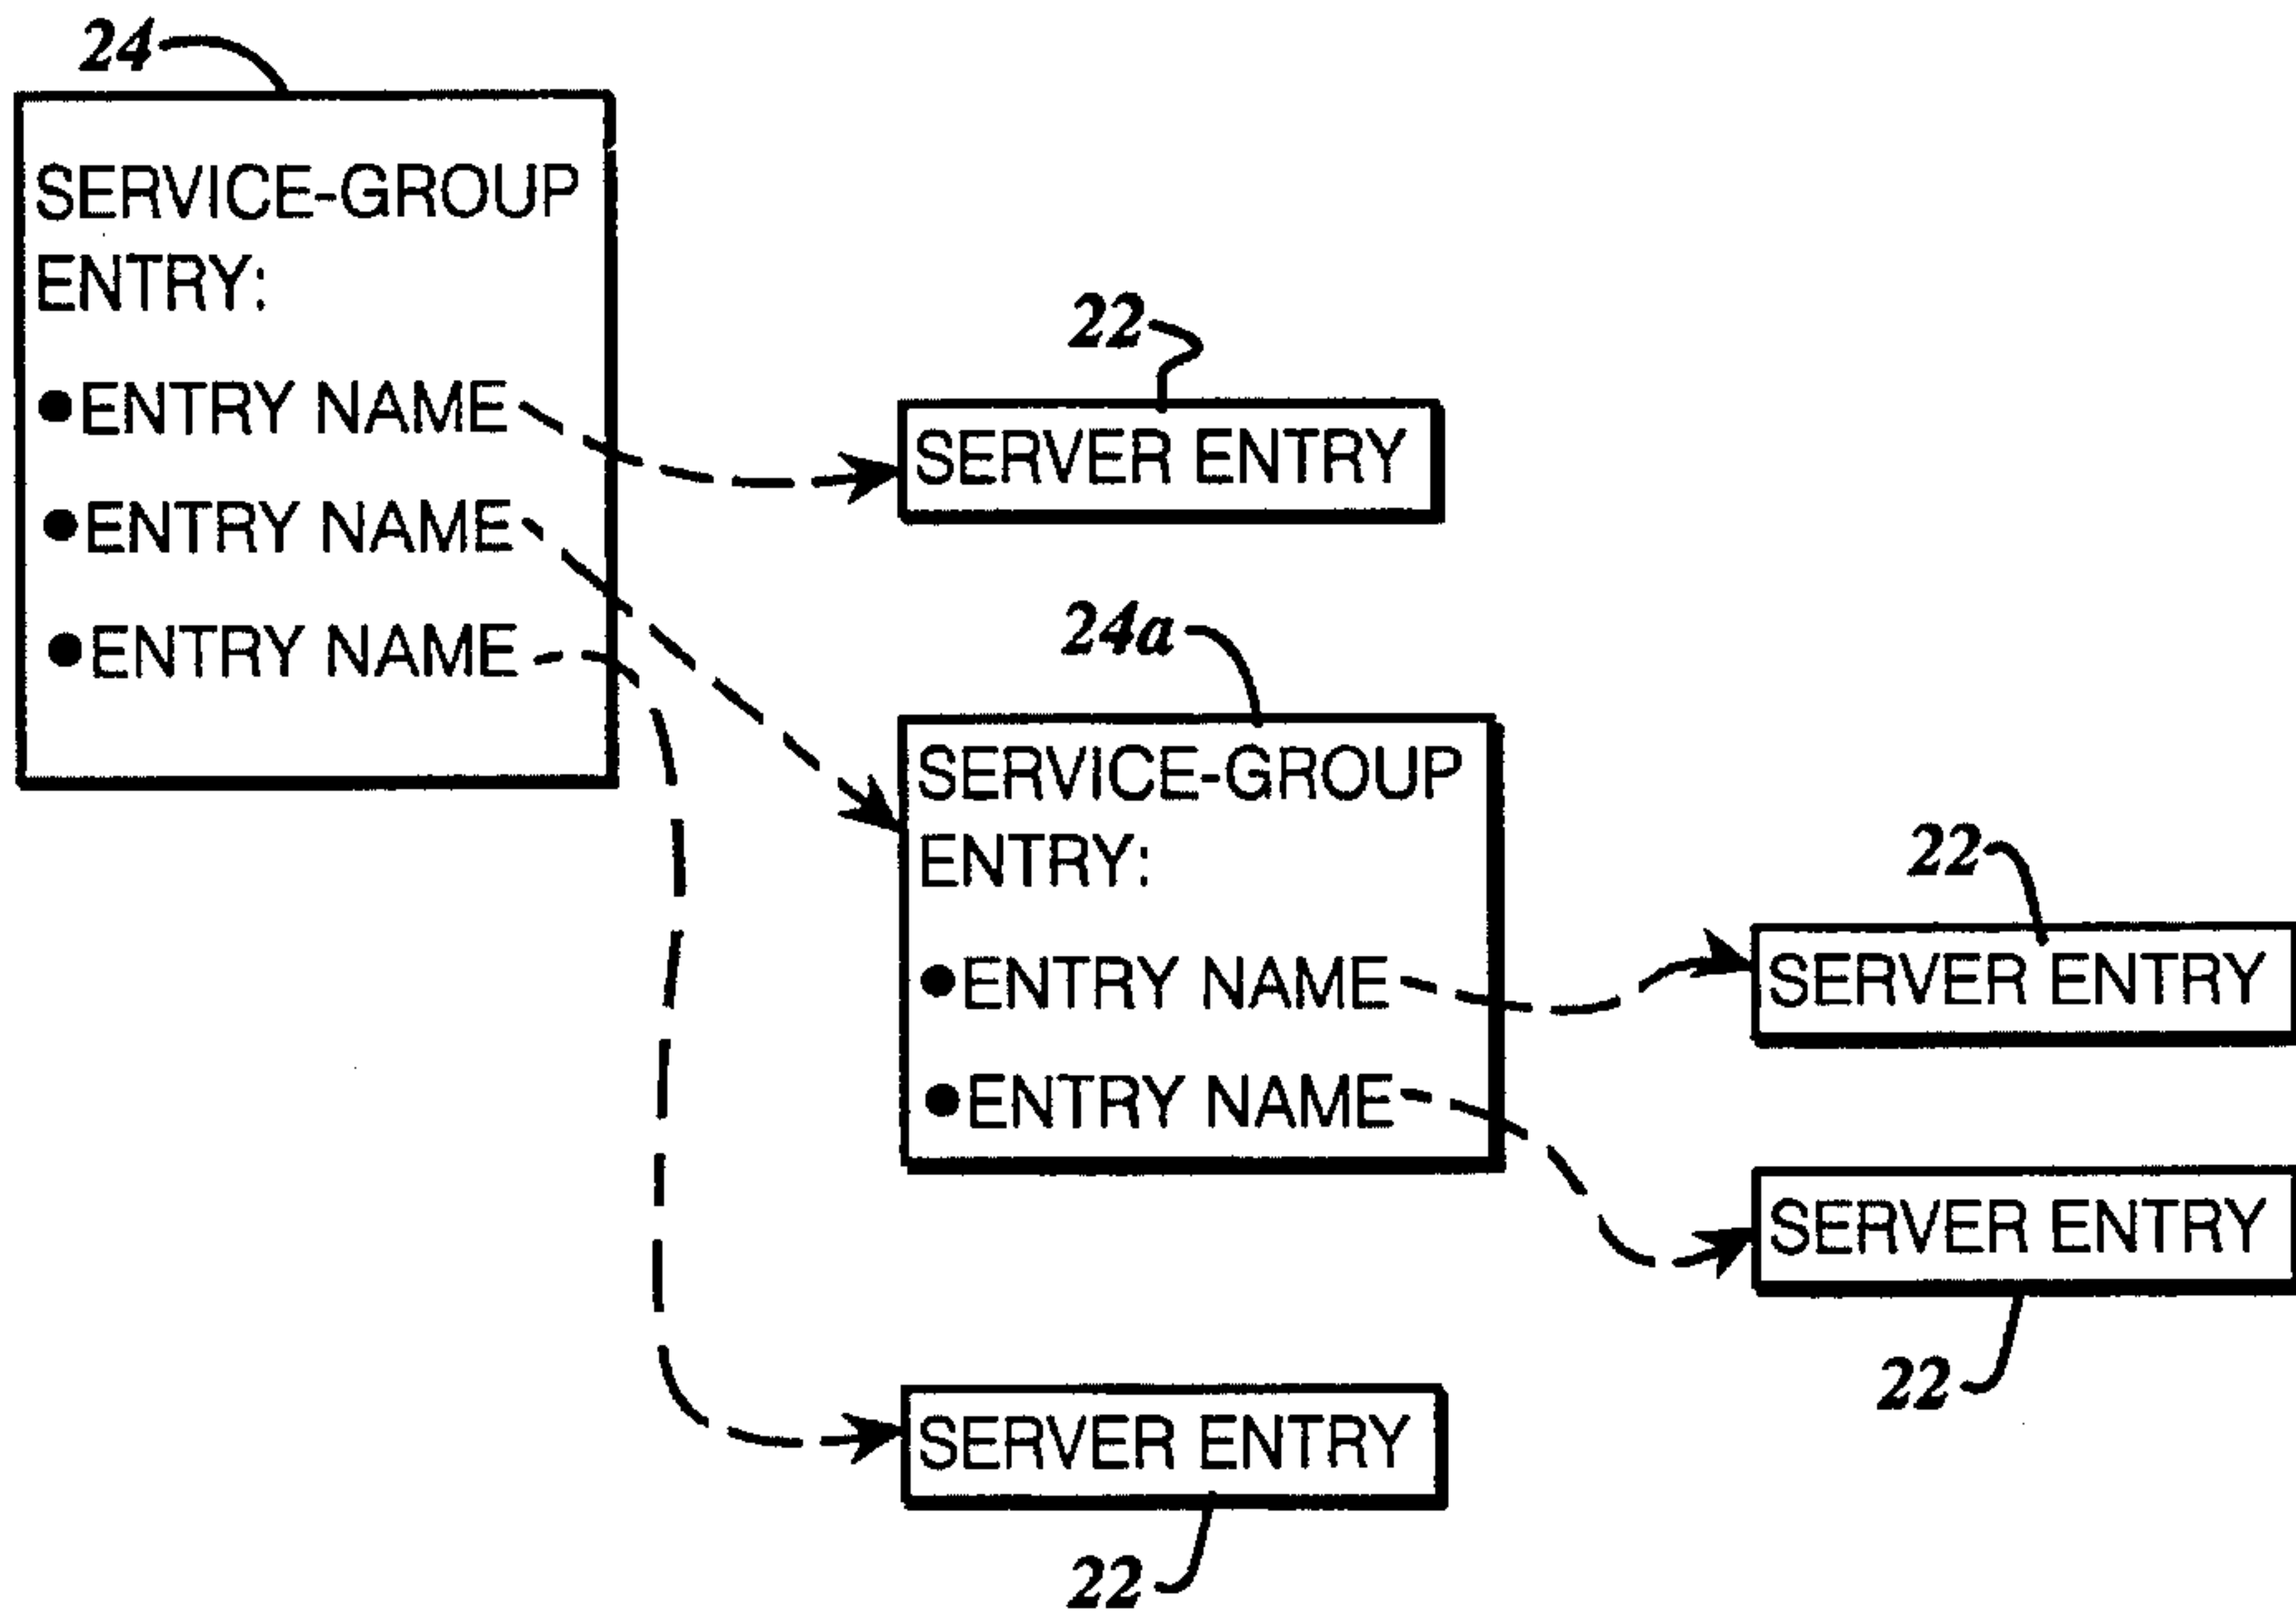 24
SERVICE-GROUP
ENTRY:
●ENTRY NAME
●ENTRY NAME
●ENTRY NAME
22
SERVER ENTRY
24a
SERVICE-GROUP
ENTRY:
●ENTRY NAME
●ENTRY NAME
22
SERVER ENTRY
SERVER ENTRY
22
SERVER ENTRY
22